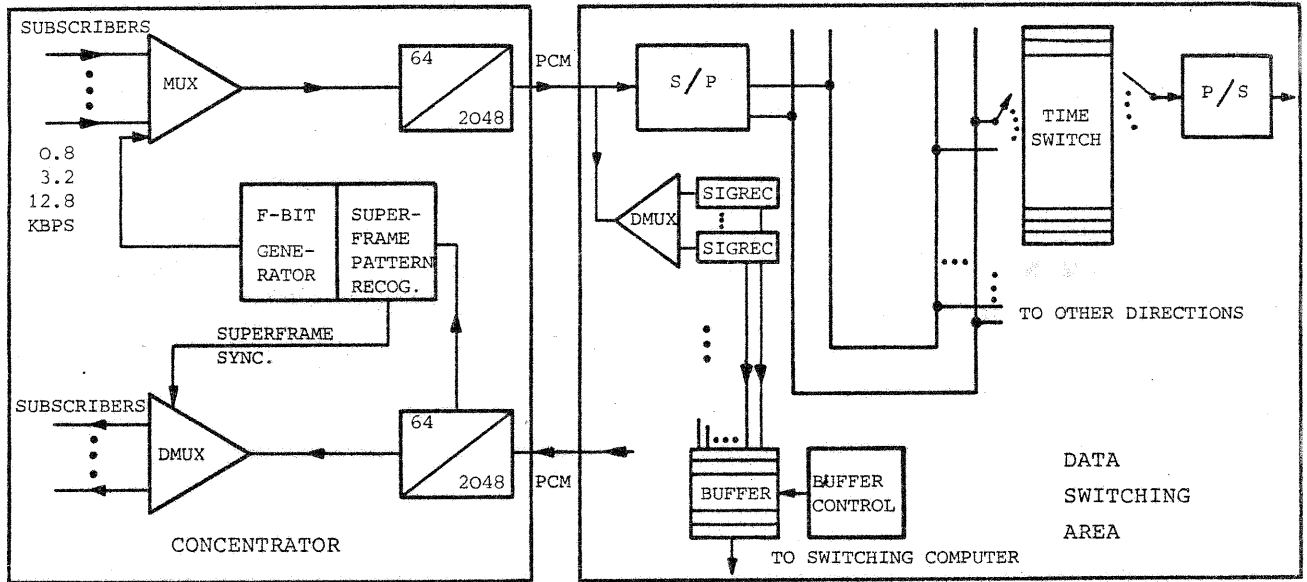 SUBSCRIBERS
MUX
0.8
3.2
12.8
KBPS
64
2048
PCM
F-BIT
GENE-
RATOR
SUPER-
FRAME
PATTERN
RECOG.
SUPERFRAME
SYNC.
SUBSCRIBERS
DMUX
64
2048
PCM
CONCENTRATOR
S/P
DMUX
SIGREC
SIGREC
TIME
SWITCH
P/S
TO OTHER DIRECTIONS
BUFFER
BUFFER
CONTROL
TO SWITCHING COMPUTER
DATA
SWITCHING
AREA